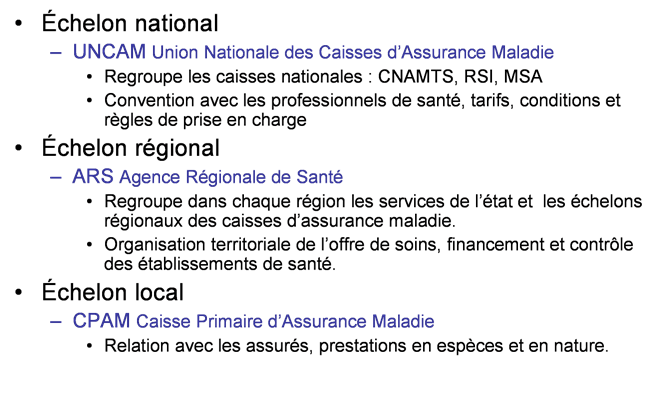 • Échelon national
– UNCAM Union Nationale des Caisses d'Assurance Maladie
• Regroupe les caisses nationales : CNAMTS, RSI, MSA
• Convention avec les professionnels de santé, tarifs, conditions et
règles de prise en charge
• Échelon régional
– ARS Agence Régionale de Santé
• Regroupe dans chaque région les services de l'état et les échelons
régionaux des caisses d'assurance maladie.
• Organisation territoriale de l'offre de soins, financement et contrôle
des établissements de santé.
• Échelon local
– CPAM Caisse Primaire d'Assurance Maladie
• Relation avec les assurés, prestations en espèces et en nature.